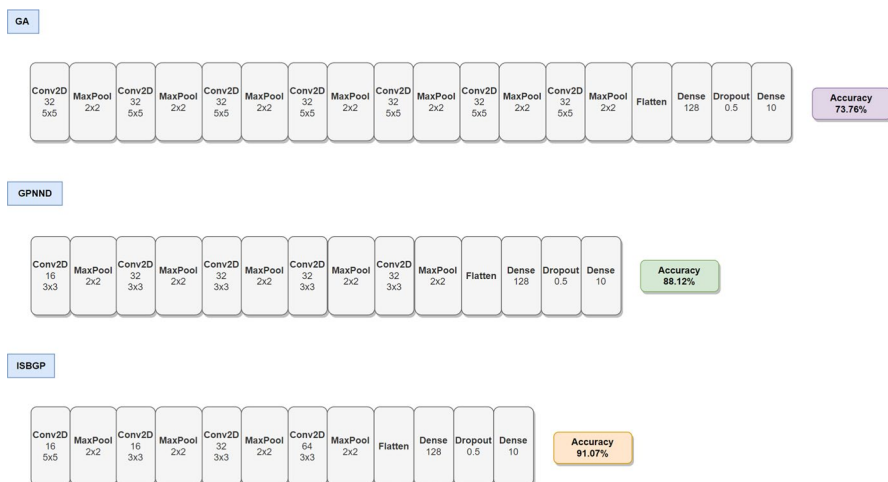 GA
Conv2D
32
5x5
MaxPool
2x2
Conv2D
32
5x5
MaxPool
2x2
Conv2D
32
5x5
MaxPool
2x2
Conv2D
32
5x5
MaxPool
2x2
Conv2D
32
5x5
MaxPool
2x2
Conv2D
32
5x5
MaxPool
2x2
Conv2D
32
5x5
MaxPool
2x2
Flatten
Dense
128
Dropout
0.5
Dense
10
Accuracy
73.76%
GPNND
Conv2D
16
3x3
MaxPool
2x2
Conv2D
32
3x3
MaxPool
2x2
Conv2D
32
3x3
MaxPool
2x2
Conv2D
32
3x3
MaxPool
2x2
Conv2D
32
3x3
MaxPool
2x2
Flatten
Dense
128
Dropout
0.5
Dense
10
Accuracy
88.12%
ISBGP
Conv2D
16
5x5
MaxPool
2x2
Conv2D
16
3x3
MaxPool
2x2
Conv2D
32
3x3
MaxPool
2x2
Conv2D
64
3x3
MaxPool
2x2
Flatten
Dense
128
Dropout
0.5
Dense
10
Accuracy
91.07%